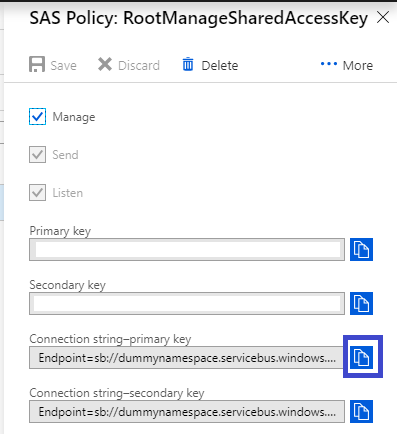 SAS Policy: RootManageSharedAccessKey
Save Discard Delete More
Manage
Send
Listen
Primary key
Secondary key
Connection string–primary key
Endpoint=sb://dummynamespace.servicebus.windows....
Connection string–secondary key
Endpoint=sb://dummynamespace.servicebus.windows....